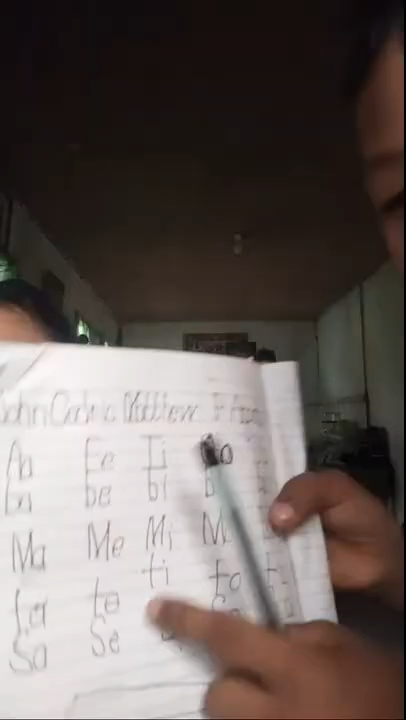 John Cedric Matthew
Aa Ee Ii Oo
ba be bi
Ma Me Mi
ta te ti to
Sa Se